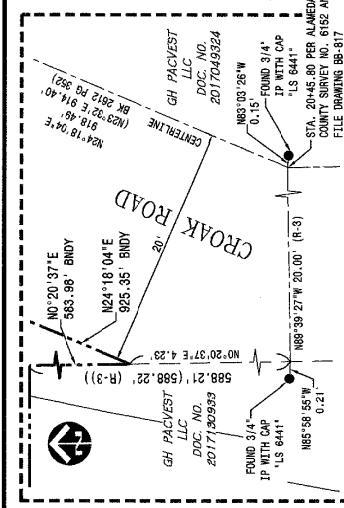 N24°18'04"E
918.49'
(N23°32'E 914.40'
BK 2612 PG 352)
CENTERLINE
GH PACVEST
LLC
DOC. NO.
2017049324
N83°03'26"W
0.15'
FOUND 3/4"
IP WITH CAP
"LS 6441"
STA. 20+45.80 PER ALAMEDA
COUNTY SURVEY NO. 6152 A
FILE DRAWING BB-817
CROAK
ROAD
20'
N0°20'37"E
583.98' BNDY
N24°18'04"E
925.35' BNDY
N0°20'37"E 4.23'
588.21'(588.22' (R-3))
N89°39'27"W 20.00' (R-3)
GH PACVEST
LLC
DOC. NO.
2017130933
FOUND 3/4"
IP WITH CAP
"LS 6441"
N85°58'55"W
0.21'